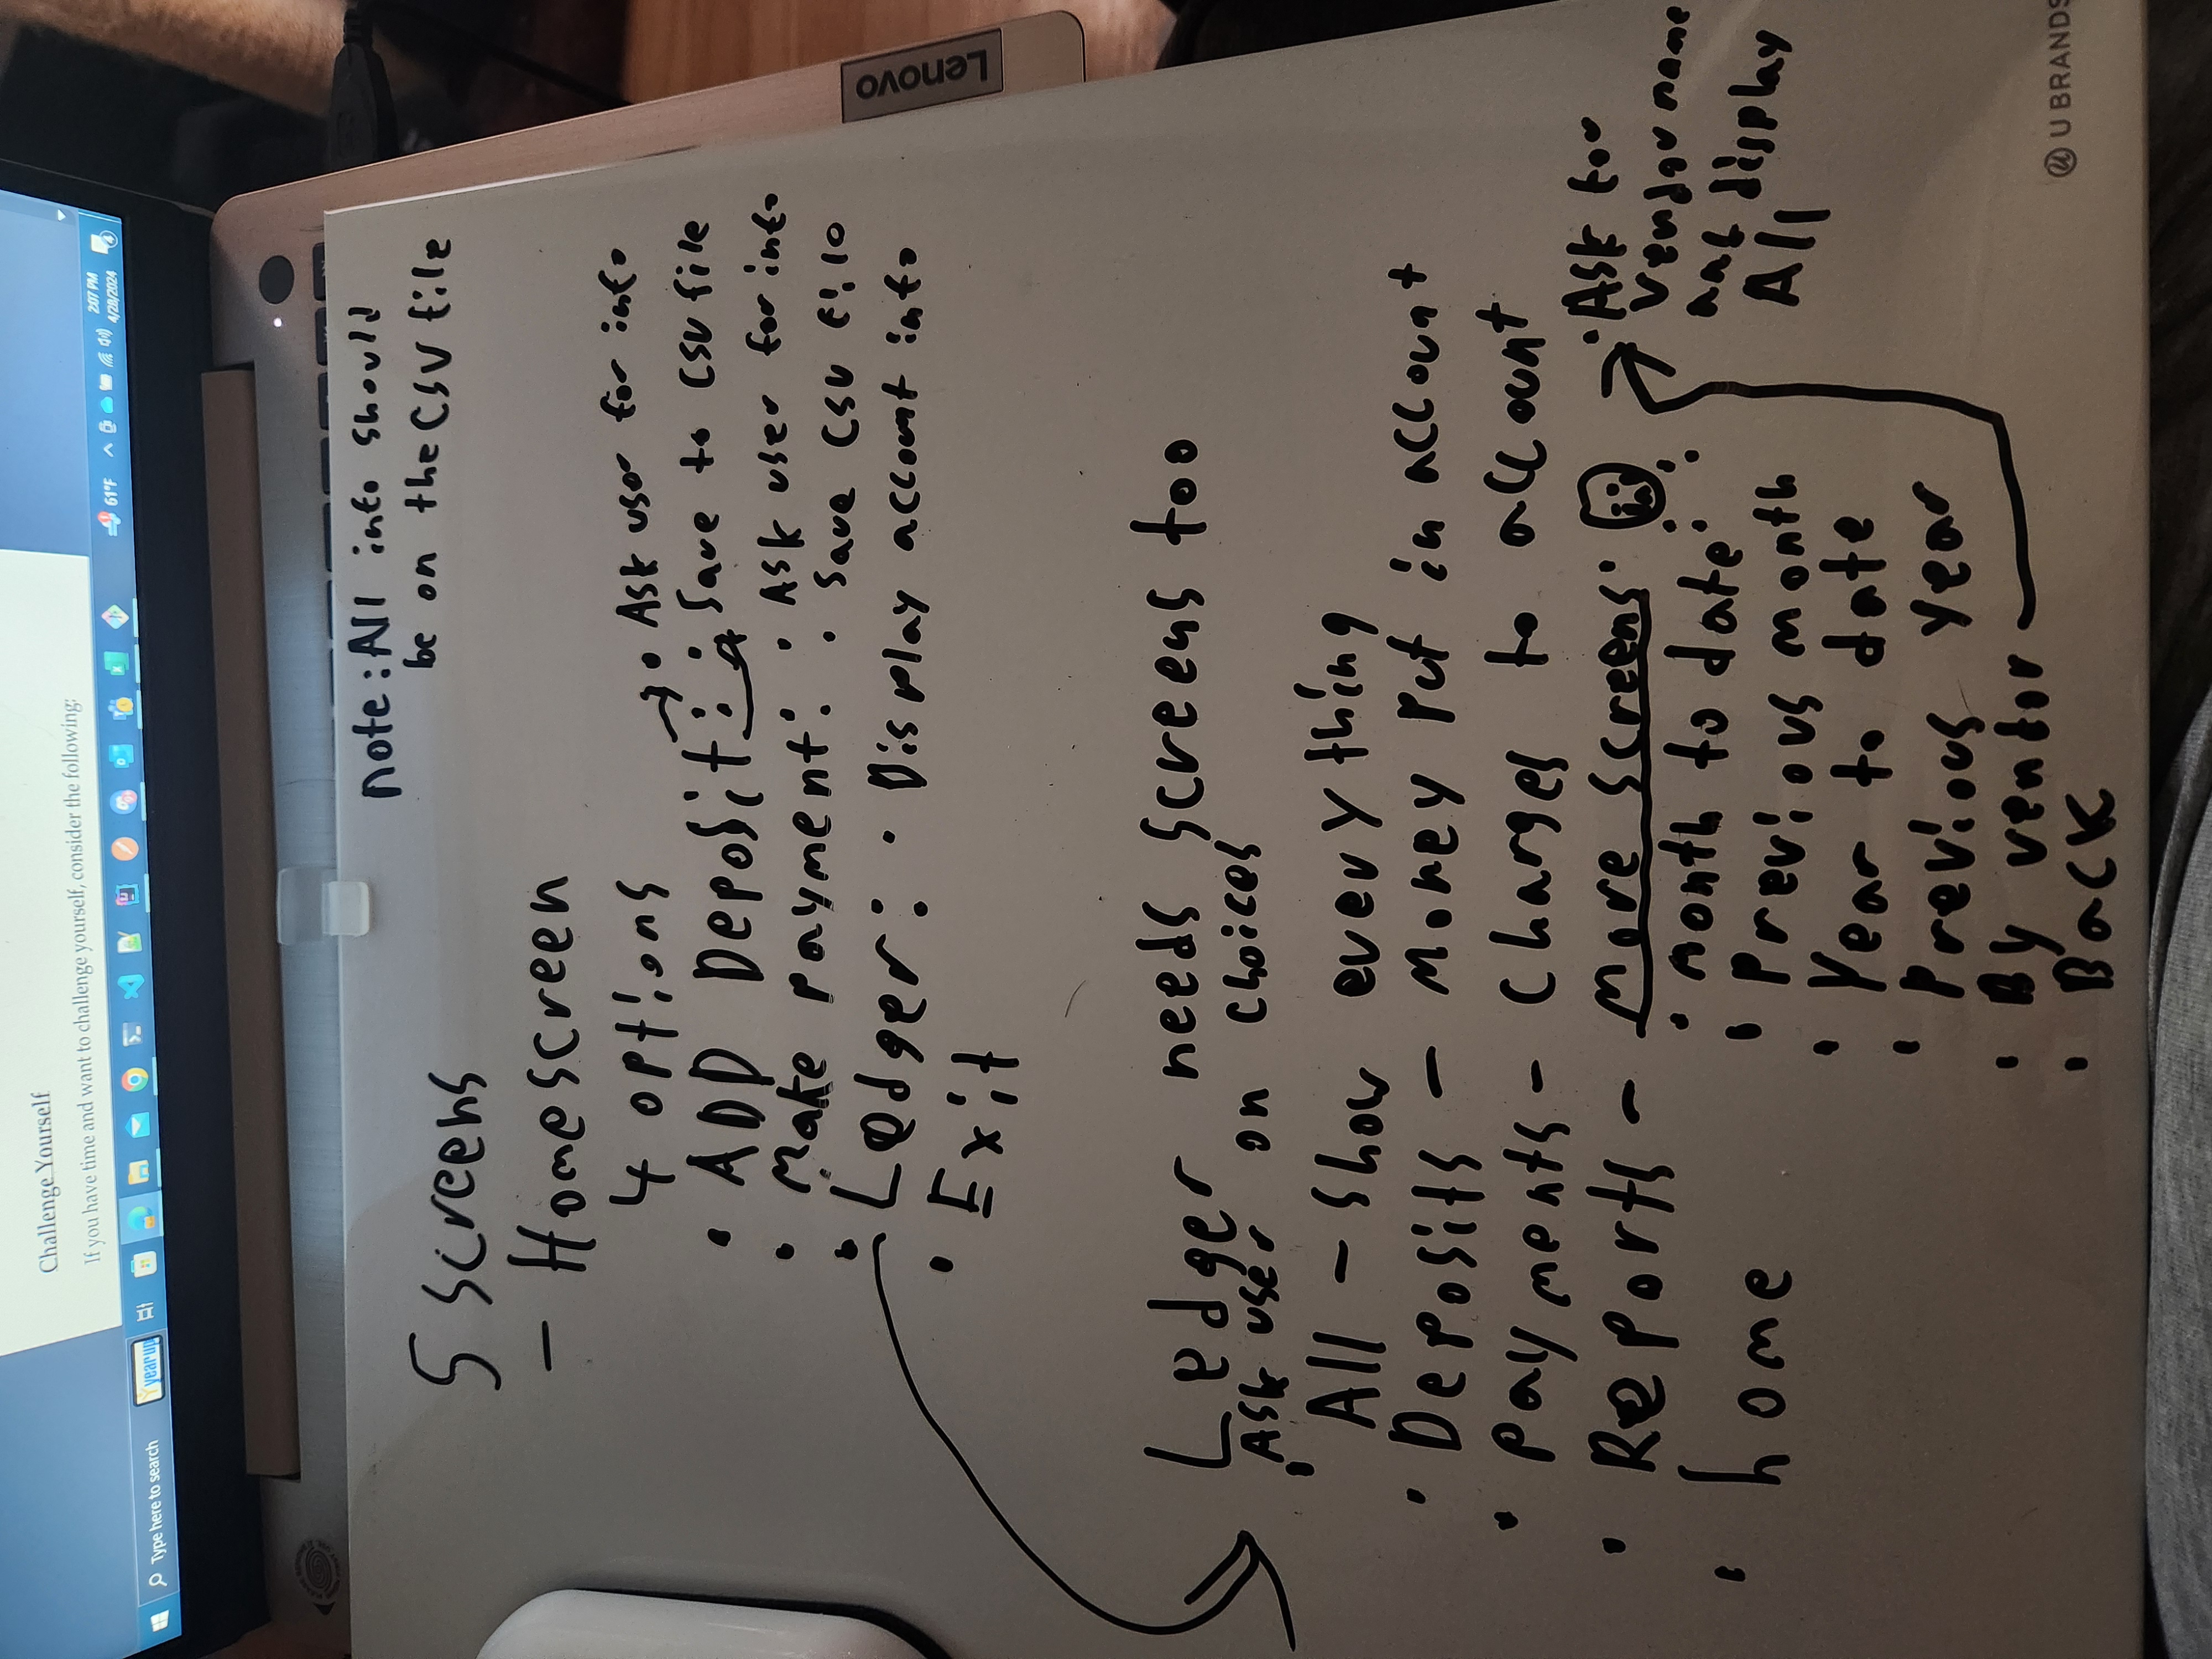 Challenge Yourself
If you have time and want to challenge yourself, consider the following:
Type here to search
yearup
61°F
2:07 PM
4/28/2024
4
note: All info should
be on the CSV file
5 screens
- Homescreen
4 options
• ADD Deposit: • Ask user for info
• Save to CSV file
• Make payment: • Ask user for info
• Save CSV file
• Ledger: • Display account info
• Exit
Lenovo
Ledger needs screens too
Ask user on choices
• All - Show everything
• Deposits - Money put in account
• Payments - Charges to account
• Reports - More screens
• month to date
• Previous month
• Year to date
• Previous year
• By vendor
• Back
• home
• Ask for
vendor name
and display
All
U BRANDS